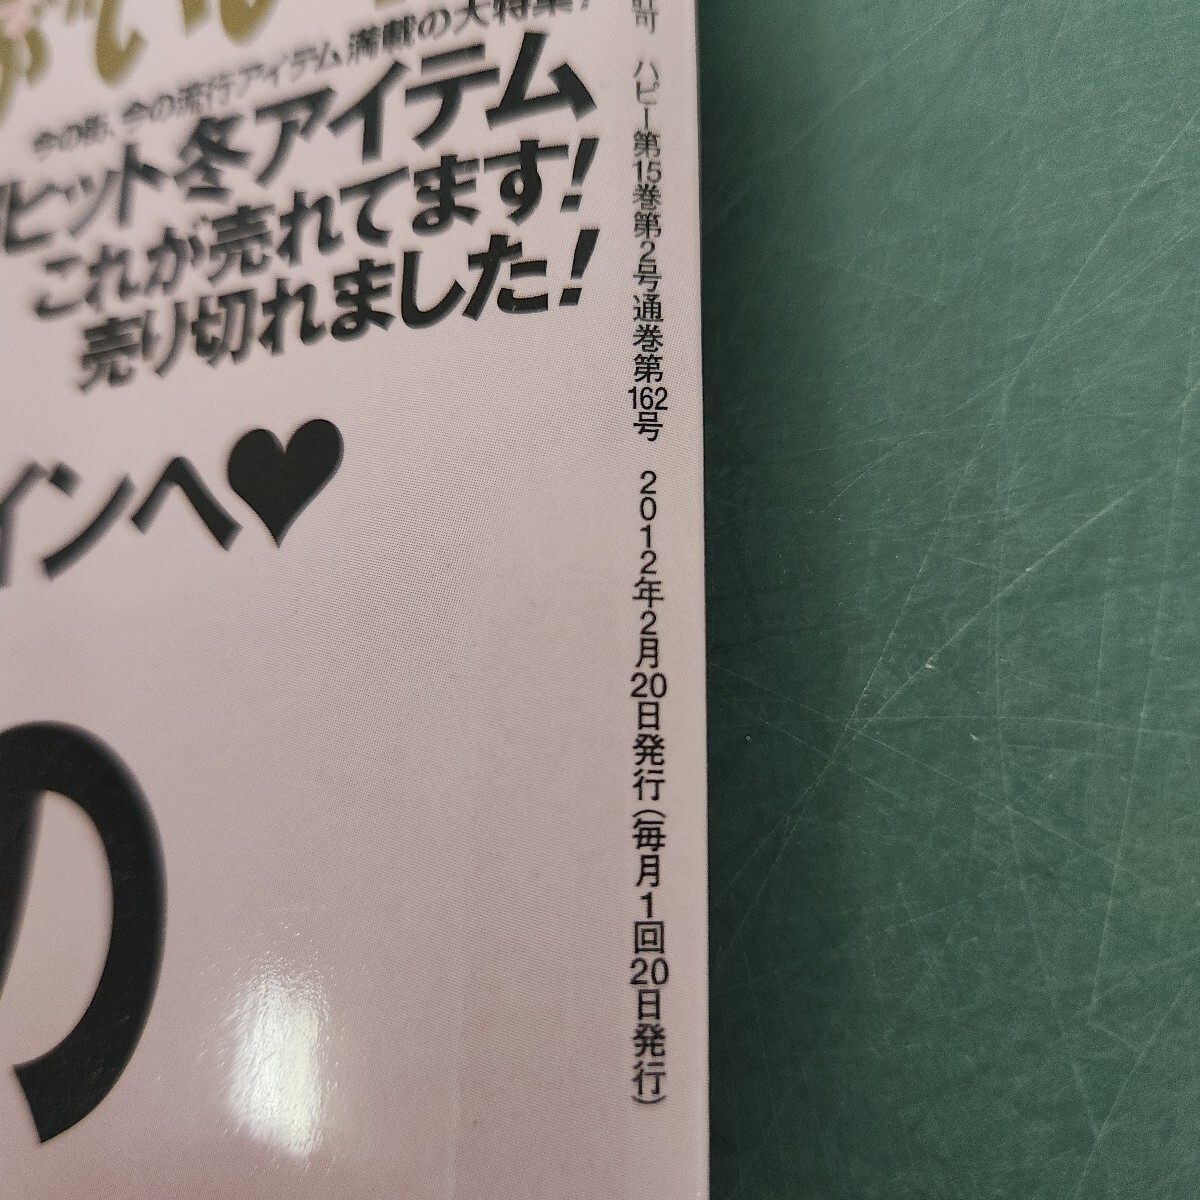 今の街、今の流行アイテム満載の大特集!
ヒット冬アイテム
これが売れてます!
売り切れました!
インへ♥
の
可 ハピー第15巻第2号通巻第162号 2012年2月20日発行(毎月1回20日発行)